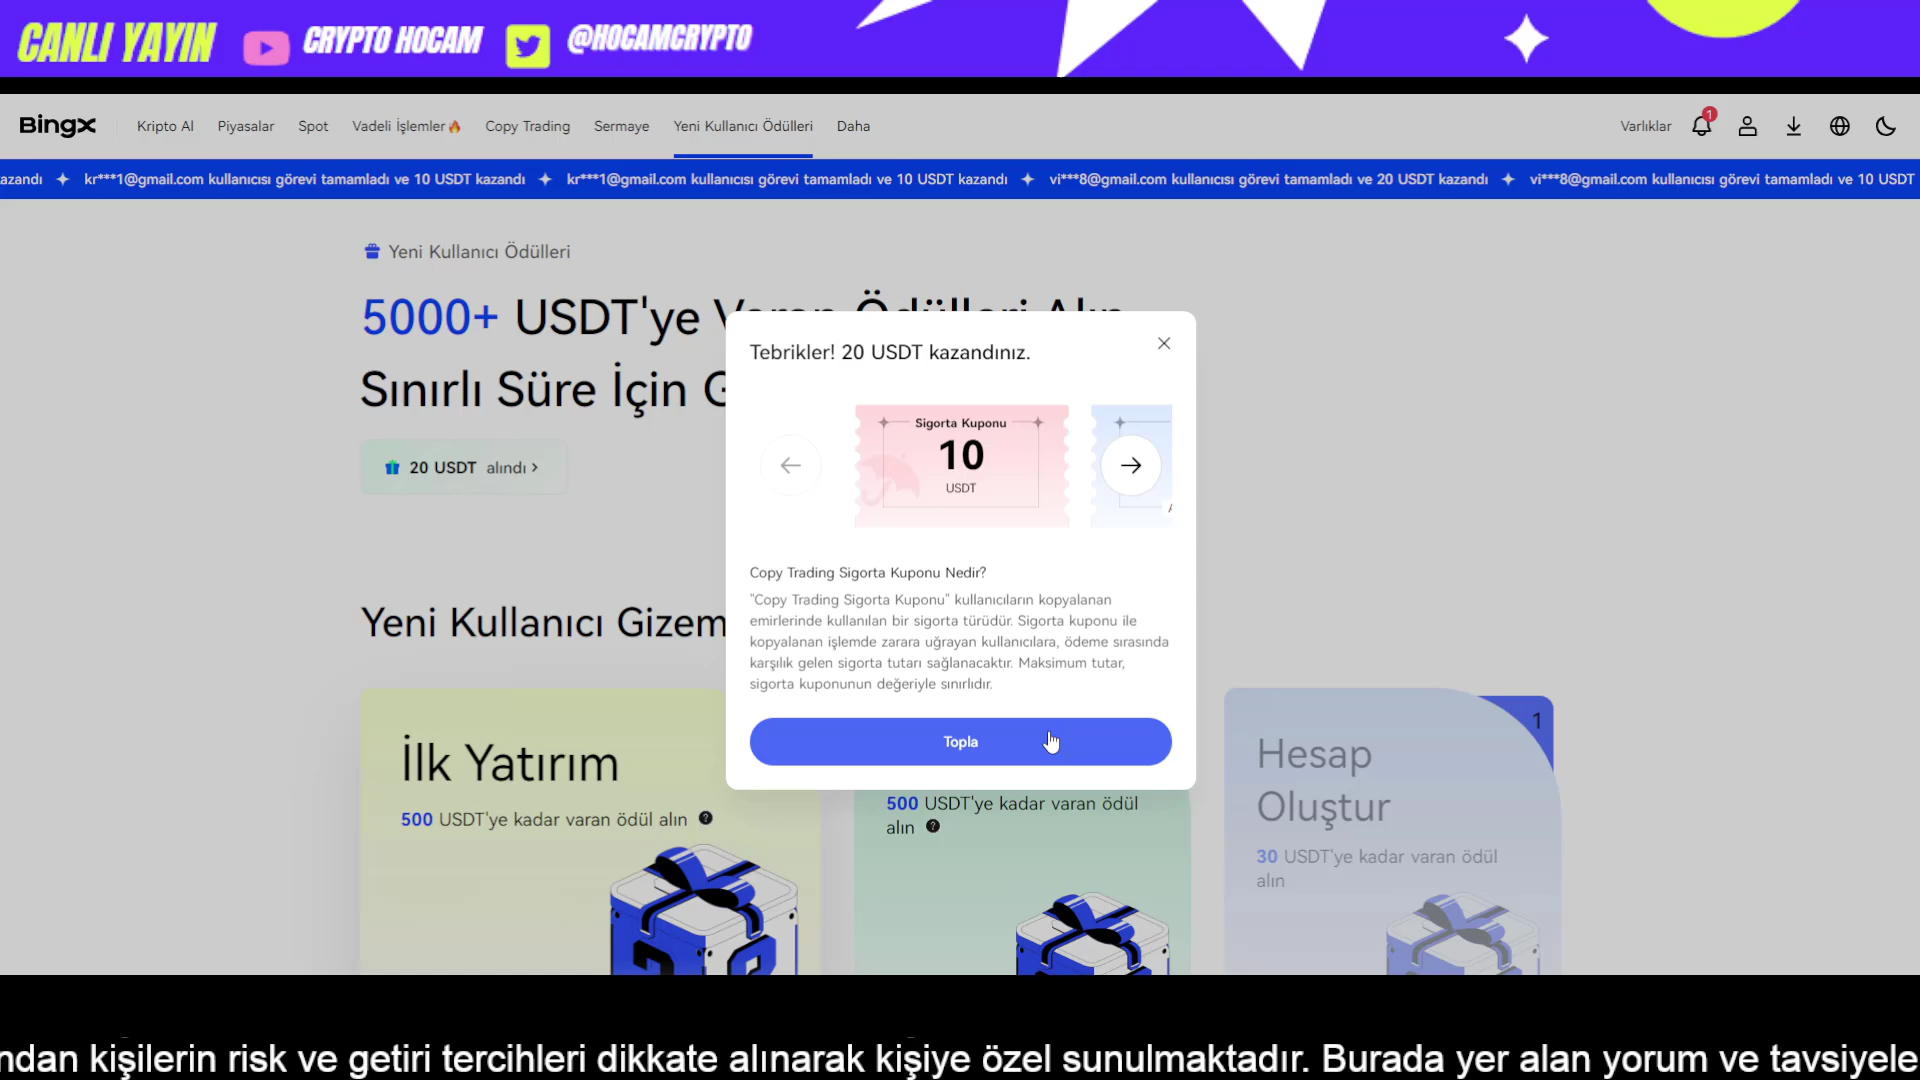 CANLI YAYIN CRYPTO HOCAM @HOCAMCRYPTO
BingX Kripto AI Piyasalar Spot Vadeli İşlemler Copy Trading Sermaye Yeni Kullanıcı Ödülleri Daha Varlıklar 1
azandı kr***1@gmail.com kullanıcısı görevi tamamladı ve 10 USDT kazandı kr***1@gmail.com kullanıcısı görevi tamamladı ve 10 USDT kazandı vi***8@gmail.com kullanıcısı görevi tamamladı ve 20 USDT kazandı vi***8@gmail.com kullanıcısı görevi tamamladı ve 10 USDT
Yeni Kullanıcı Ödülleri
5000+ USDT'ye Varan Ödülleri Alın
Sınırlı Süre İçin
20 USDT alındı >
Tebrikler! 20 USDT kazandınız.
Sigorta Kuponu
10
USDT
Copy Trading Sigorta Kuponu Nedir?
"Copy Trading Sigorta Kuponu" kullanıcıların kopyalanan
emirlerinde kullanılan bir sigorta türüdür. Sigorta kuponu ile
kopyalanan işlemde zarara uğrayan kullanıcılara, ödeme sırasında
karşılık gelen sigorta tutarı sağlanacaktır. Maksimum tutar,
sigorta kuponunun değeriyle sınırlıdır.
Topla
Yeni Kullanıcı Gizem
İlk Yatırım
500 USDT'ye kadar varan ödül alın
500 USDT'ye kadar varan ödül
alın
1
Hesap
Oluştur
30 USDT'ye kadar varan ödül
alın
ndan kişilerin risk ve getiri tercihleri dikkate alınarak kişiye özel sunulmaktadır. Burada yer alan yorum ve tavsiyele